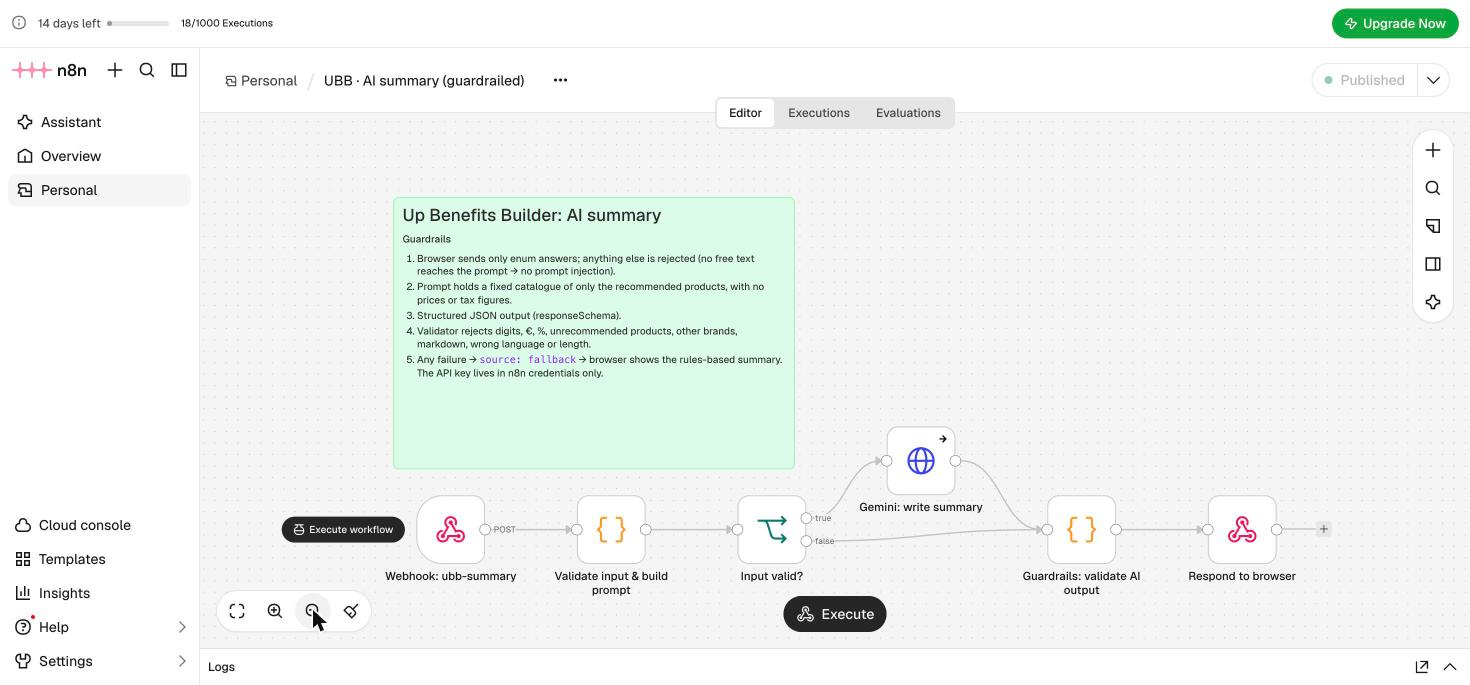 14 days left
18/1000 Executions
Upgrade Now
n8n
Personal / UBB · AI summary (guardrailed) ...
Published
Editor
Executions
Evaluations
Assistant
Overview
Personal
Up Benefits Builder: AI summary
Guardrails
1. Browser sends only enum answers; anything else is rejected (no free text
reaches the prompt → no prompt injection).
2. Prompt holds a fixed catalogue of only the recommended products, with no
prices or tax figures.
3. Structured JSON output (responseSchema).
4. Validator rejects digits, €, %, unrecommended products, other brands,
markdown, wrong language or length.
5. Any failure → source: fallback → browser shows the rules-based summary.
The API key lives in n8n credentials only.
Gemini: write summary
Execute workflow
POST
true
false
Webhook: ubb-summary
Validate input & build
prompt
Input valid?
Guardrails: validate AI
output
Respond to browser
Execute
Cloud console
Templates
Insights
Help
Settings
Logs